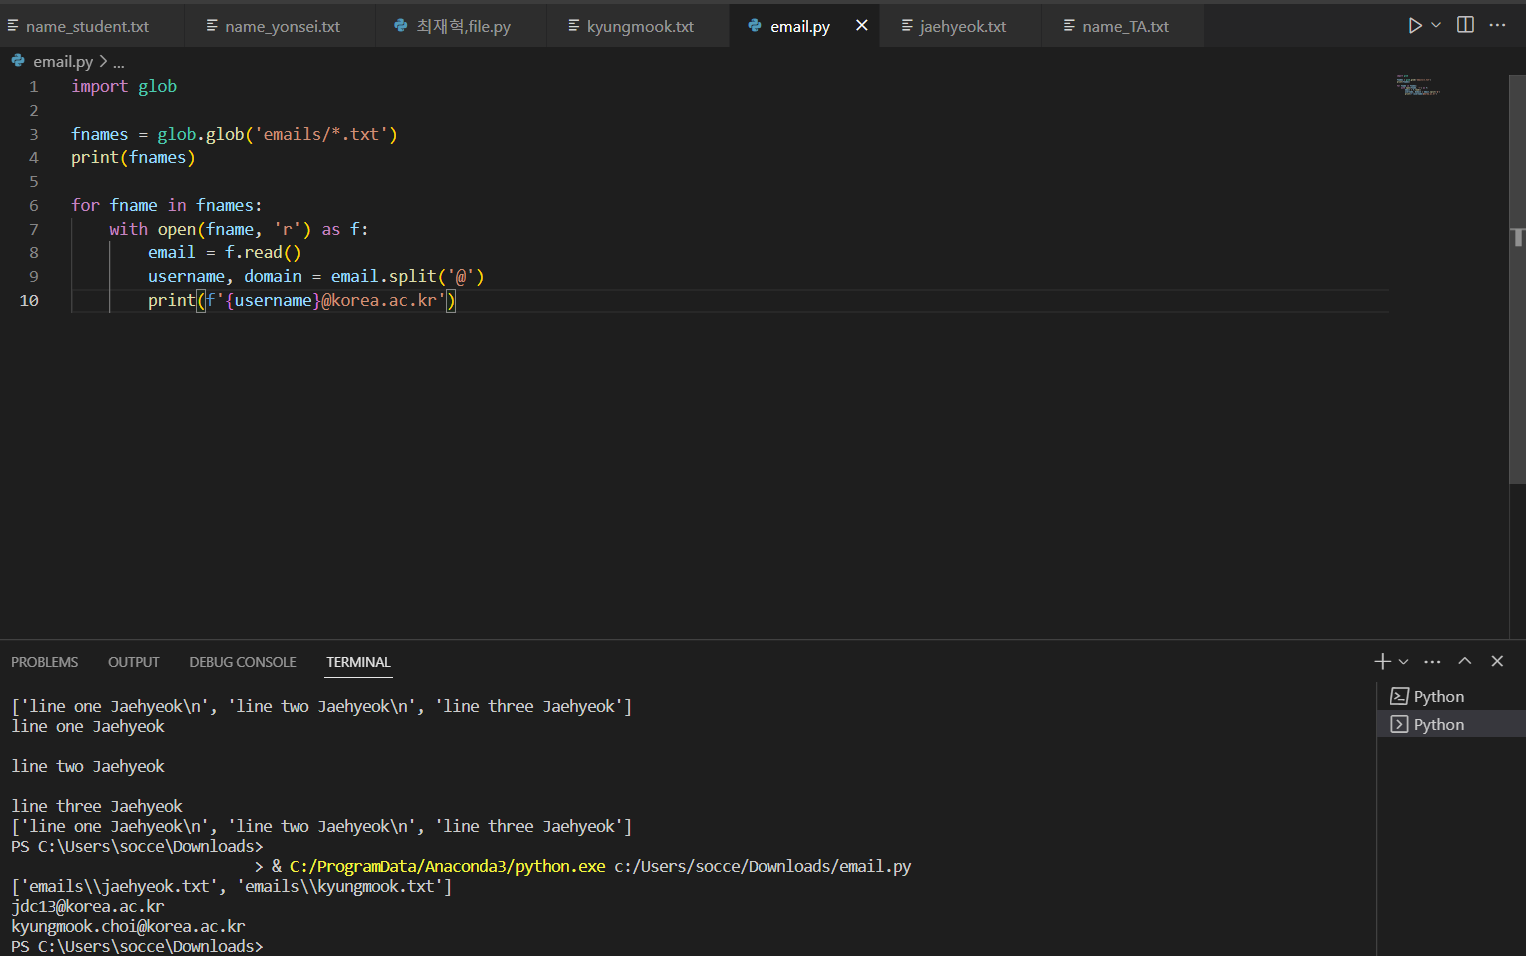 name_student.txt name_yonsei.txt 최재혁,file.py kyungmook.txt email.py jaehyeok.txt name_TA.txt
email.py > ...
1 import glob
2
3 fnames = glob.glob('emails/*.txt')
4 print(fnames)
5
6 for fname in fnames:
7     with open(fname, 'r') as f:
8         email = f.read()
9         username, domain = email.split('@')
10         print(f'{username}@korea.ac.kr')
PROBLEMS OUTPUT DEBUG CONSOLE TERMINAL
['line one Jaehyeok\n', 'line two Jaehyeok\n', 'line three Jaehyeok']
line one Jaehyeok
line two Jaehyeok
line three Jaehyeok
['line one Jaehyeok\n', 'line two Jaehyeok\n', 'line three Jaehyeok']
PS C:\Users\socce\Downloads>
> & C:/ProgramData/Anaconda3/python.exe c:/Users/socce/Downloads/email.py
['emails\\jaehyeok.txt', 'emails\\kyungmook.txt']
jdc13@korea.ac.kr
kyungmook.choi@korea.ac.kr
PS C:\Users\socce\Downloads>
Python
Python